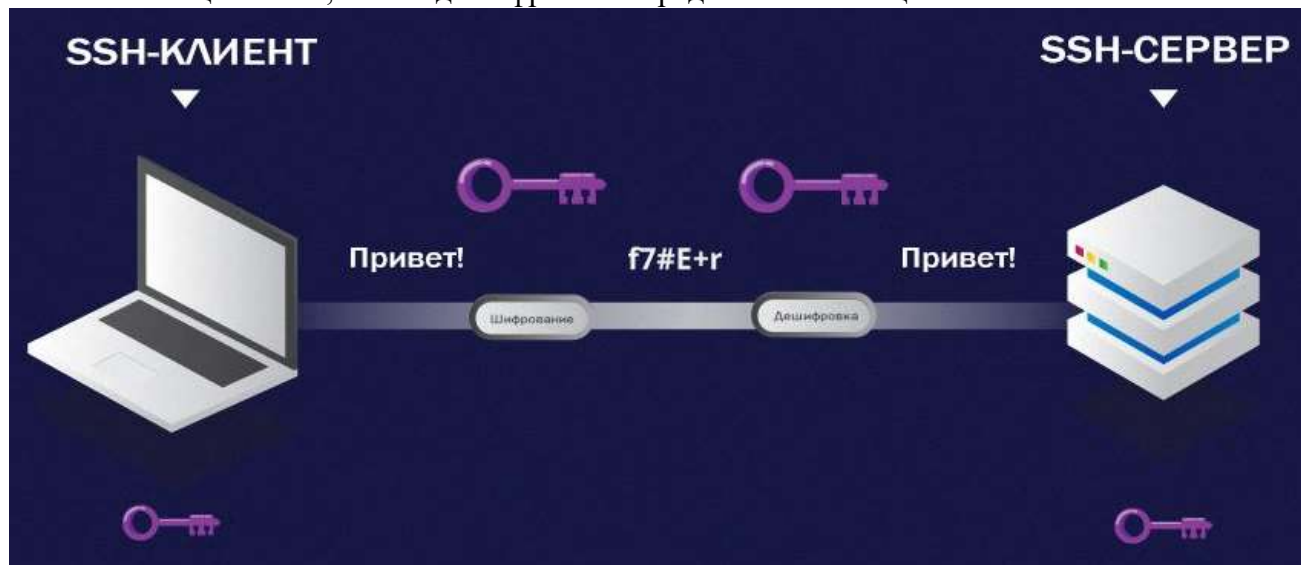 SSH-КЛИЕНТ
SSH-СЕРВЕР
Привет!
f7#E+r
Привет!
Шифрование
Дешифровка